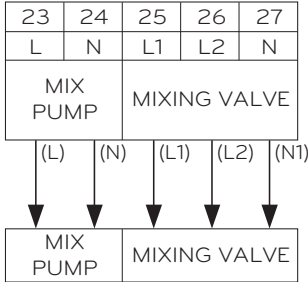 23 24 25 26 27
L N L1 L2 N
MIX
PUMP
MIXING VALVE
(L) (N) (L1) (L2) (N1)
MIX
PUMP
MIXING VALVE